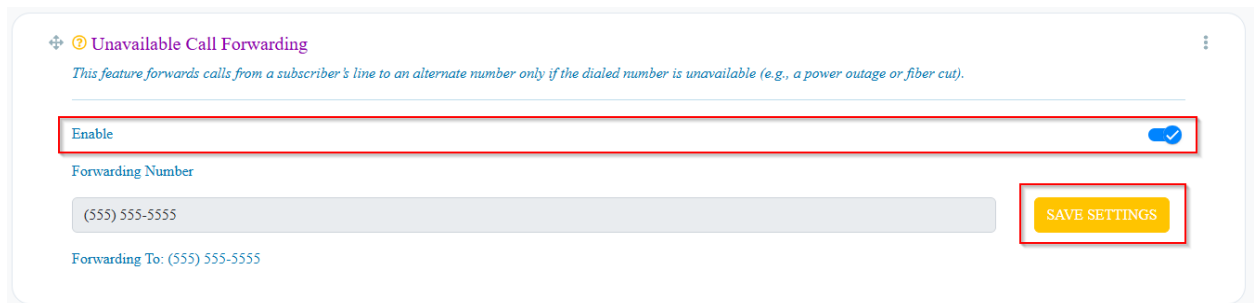 Unavailable Call Forwarding
This feature forwards calls from a subscriber's line to an alternate number only if the dialed number is unavailable (e.g., a power outage or fiber cut).
Enable
Forwarding Number
(555) 555-5555
SAVE SETTINGS
Forwarding To: (555) 555-5555